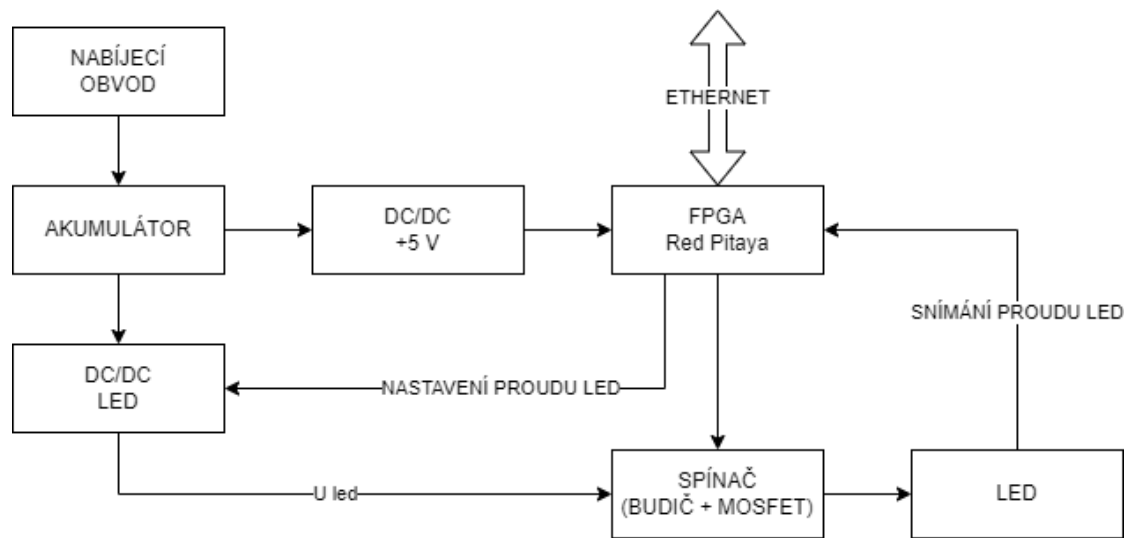 NABÍJECÍ
OBVOD
ETHERNET
AKUMULÁTOR
DC/DC
+5 V
FPGA
Red Pitaya
SNÍMÁNÍ PROUDU LED
DC/DC
LED
NASTAVENÍ PROUDU LED
U led
SPÍNAČ
(BUDIČ + MOSFET)
LED